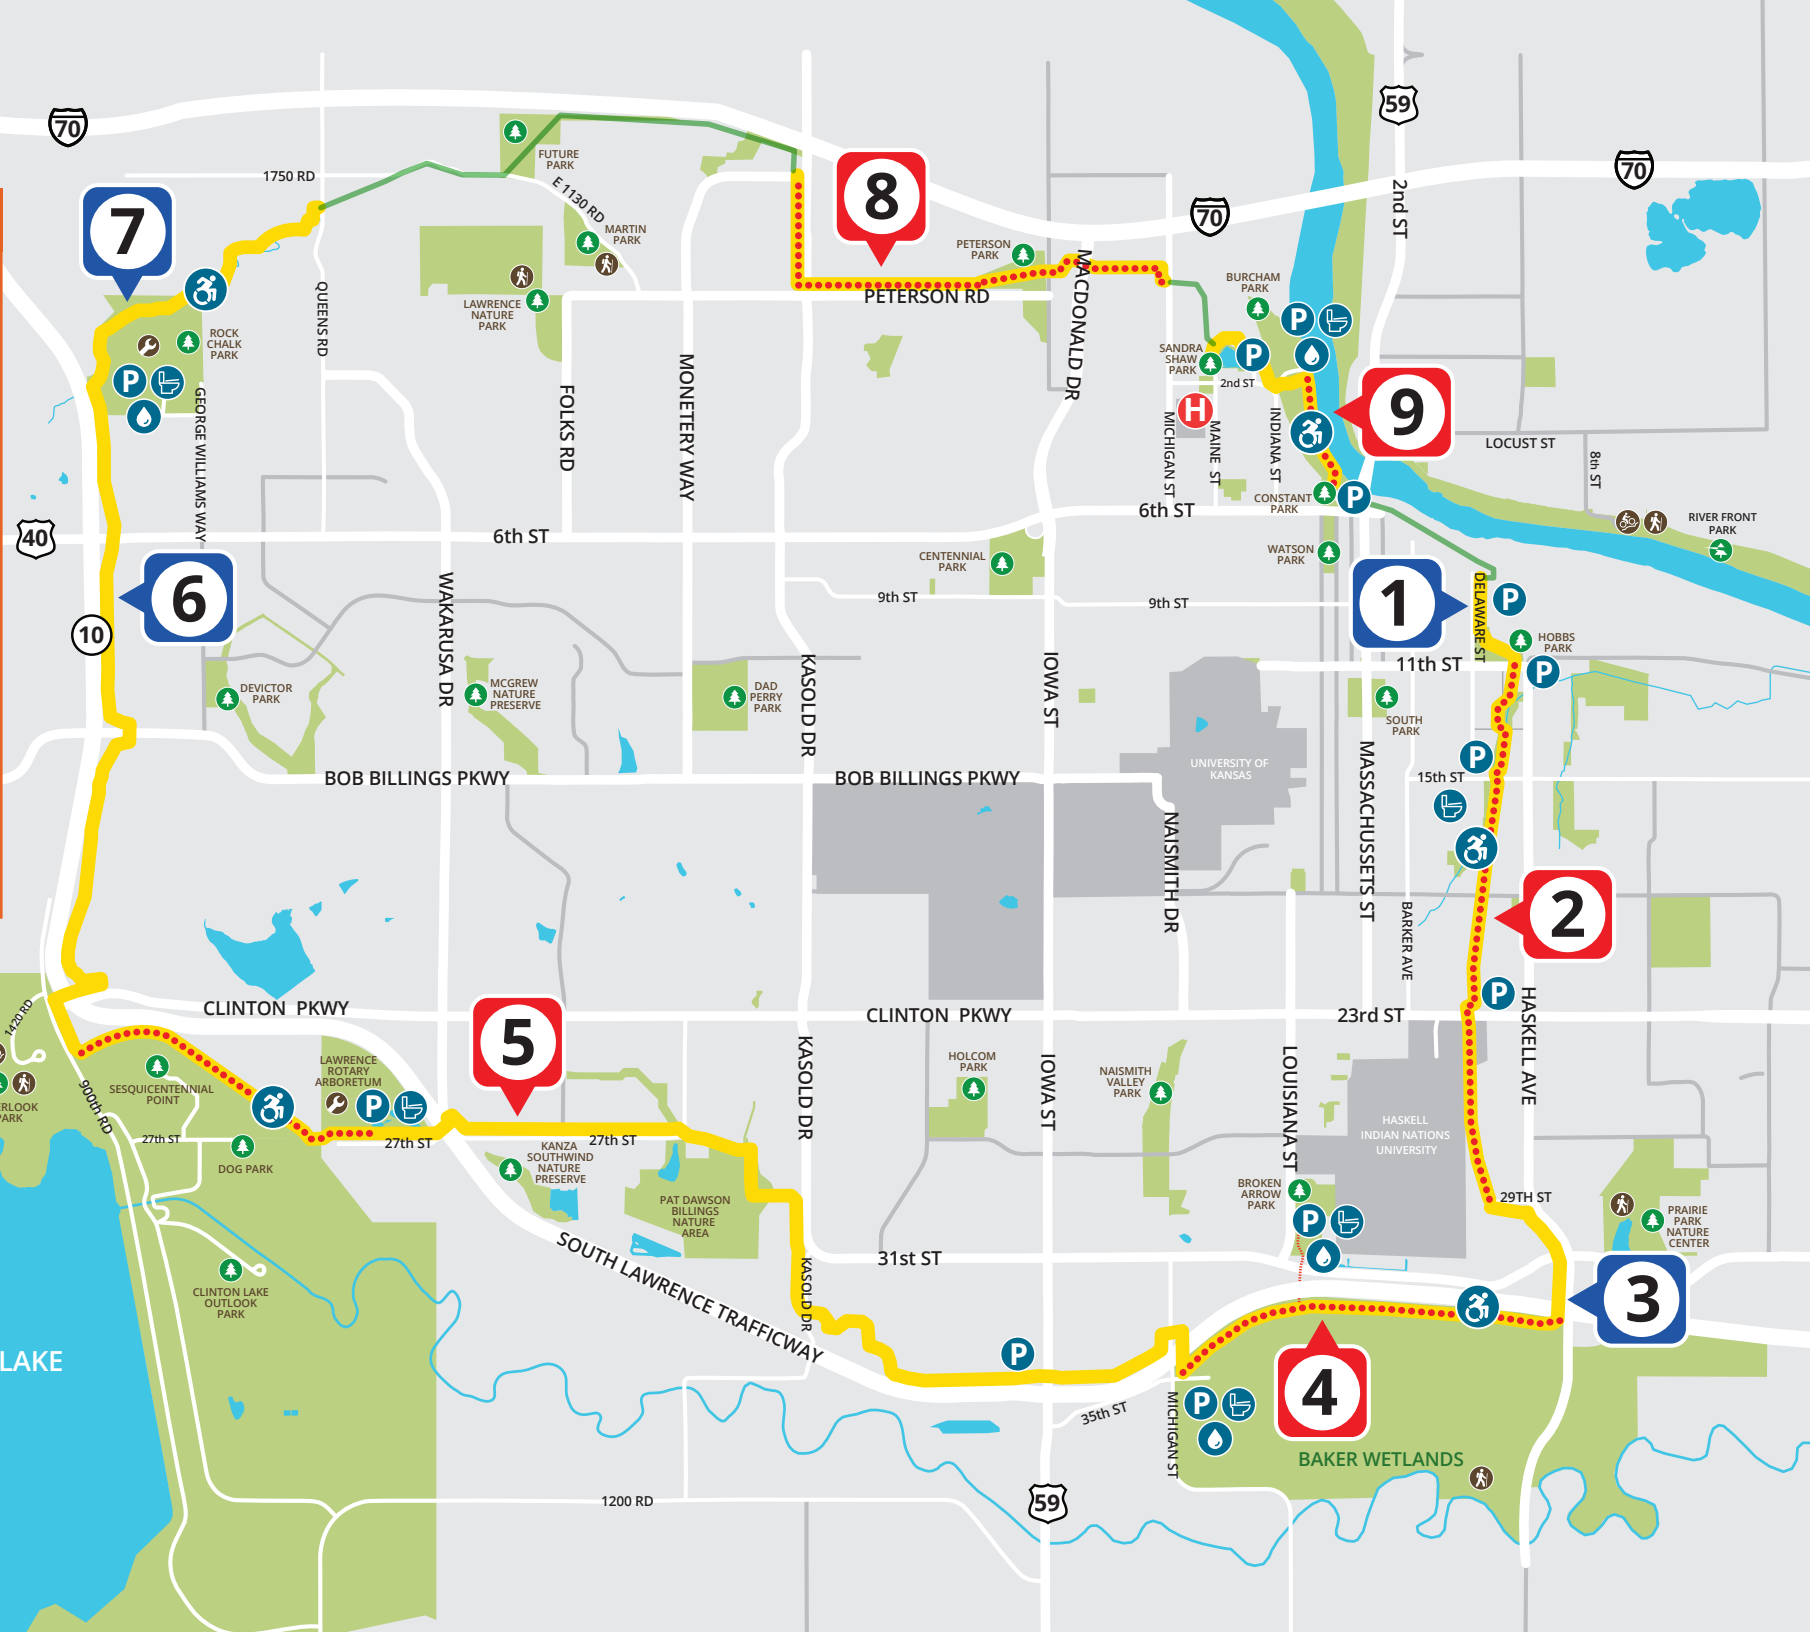 70
59
FUTURE
PARK
1750 RD
E 1130 RD
70
2nd ST
7
8
70
MARTIN
PARK
PETERSON
PARK
MACDONALD DR
BURCHAM
PARK
P
QUEENS RD
LAWRENCE
NATURE
PARK
PETERSON RD
ROCK
CHALK
PARK
P
GEORGE WILLIAMS WAY
FOLKS RD
MONETERY WAY
SANDRA
SHAW
PARK
P
2nd ST
H
MICHIGAN ST
MAINE ST
INDIANA ST
9
LOCUST ST
8th ST
CONSTANT
PARK
P
6th ST
6th ST
40
RIVER FRONT
PARK
CENTENNIAL
PARK
WATSON
PARK
6
1
DELAWARE ST
P
9th ST
9th ST
10
WAKARUSA DR
HOBBS
PARK
P
11th ST
DEVICTOR
PARK
MCGREW
NATURE
PRESERVE
DAD
PERRY
PARK
KASOLD DR
IOWA ST
SOUTH
PARK
UNIVERSITY OF
KANSAS
MASSACHUSSETS ST
P
15th ST
BOB BILLINGS PKWY
BOB BILLINGS PKWY
NAISMITH DR
BARKER AVE
2
P
CLINTON PKWY
CLINTON PKWY
23rd ST
HASKELL AVE
1420 RD
5
KASOLD DR
IOWA ST
LOUISIANA ST
SESQUICENTENNIAL
POINT
LAWRENCE
ROTARY
ARBORETUM
P
HOLCOM
PARK
NAISMITH
VALLEY
PARK
ERLOOK
PARK
900th RD
HASKELL
INDIAN NATIONS
UNIVERSITY
27th ST
27th ST
27th ST
DOG PARK
KANZA
SOUTHWIND
NATURE
PRESERVE
PAT DAWSON
BILLINGS
NATURE
AREA
BROKEN
ARROW
PARK
P
29TH ST
PRAIRIE
PARK
NATURE
CENTER
31st ST
SOUTH LAWRENCE TRAFFICWAY
KASOLD DR
CLINTON LAKE
OUTLOOK
PARK
3
LAKE
P
4
P
35th ST
MICHIGAN ST
BAKER WETLANDS
1200 RD
59